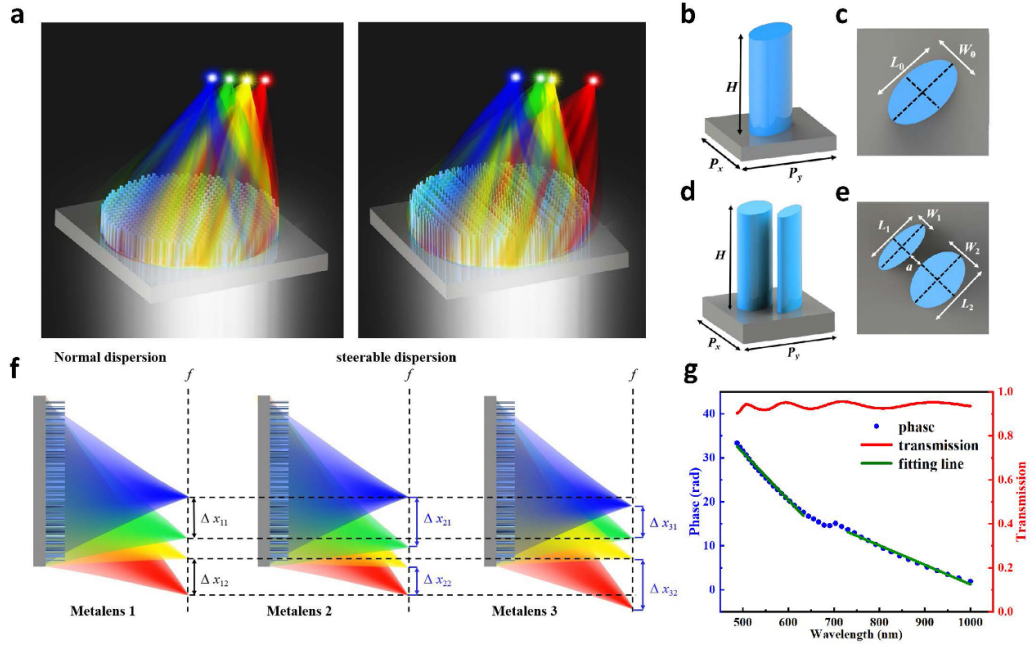 a
Normal dispersion
steerable dispersion
b
H
Px
Py
c
L0
W0
d
H
Px
Py
e
L1
W1
a
W2
L2
f
f
f
f
Δ x11
Δ x12
Δ x21
Δ x22
Δ x31
Δ x32
Metalens 1
Metalens 2
Metalens 3
g
phase
transmission
fitting line
Phase (rad)
40
30
20
10
0
Transmission
1.0
0.8
0.6
0.4
0.2
0.0
500 600 700 800 900 1000
Wavelength (nm)